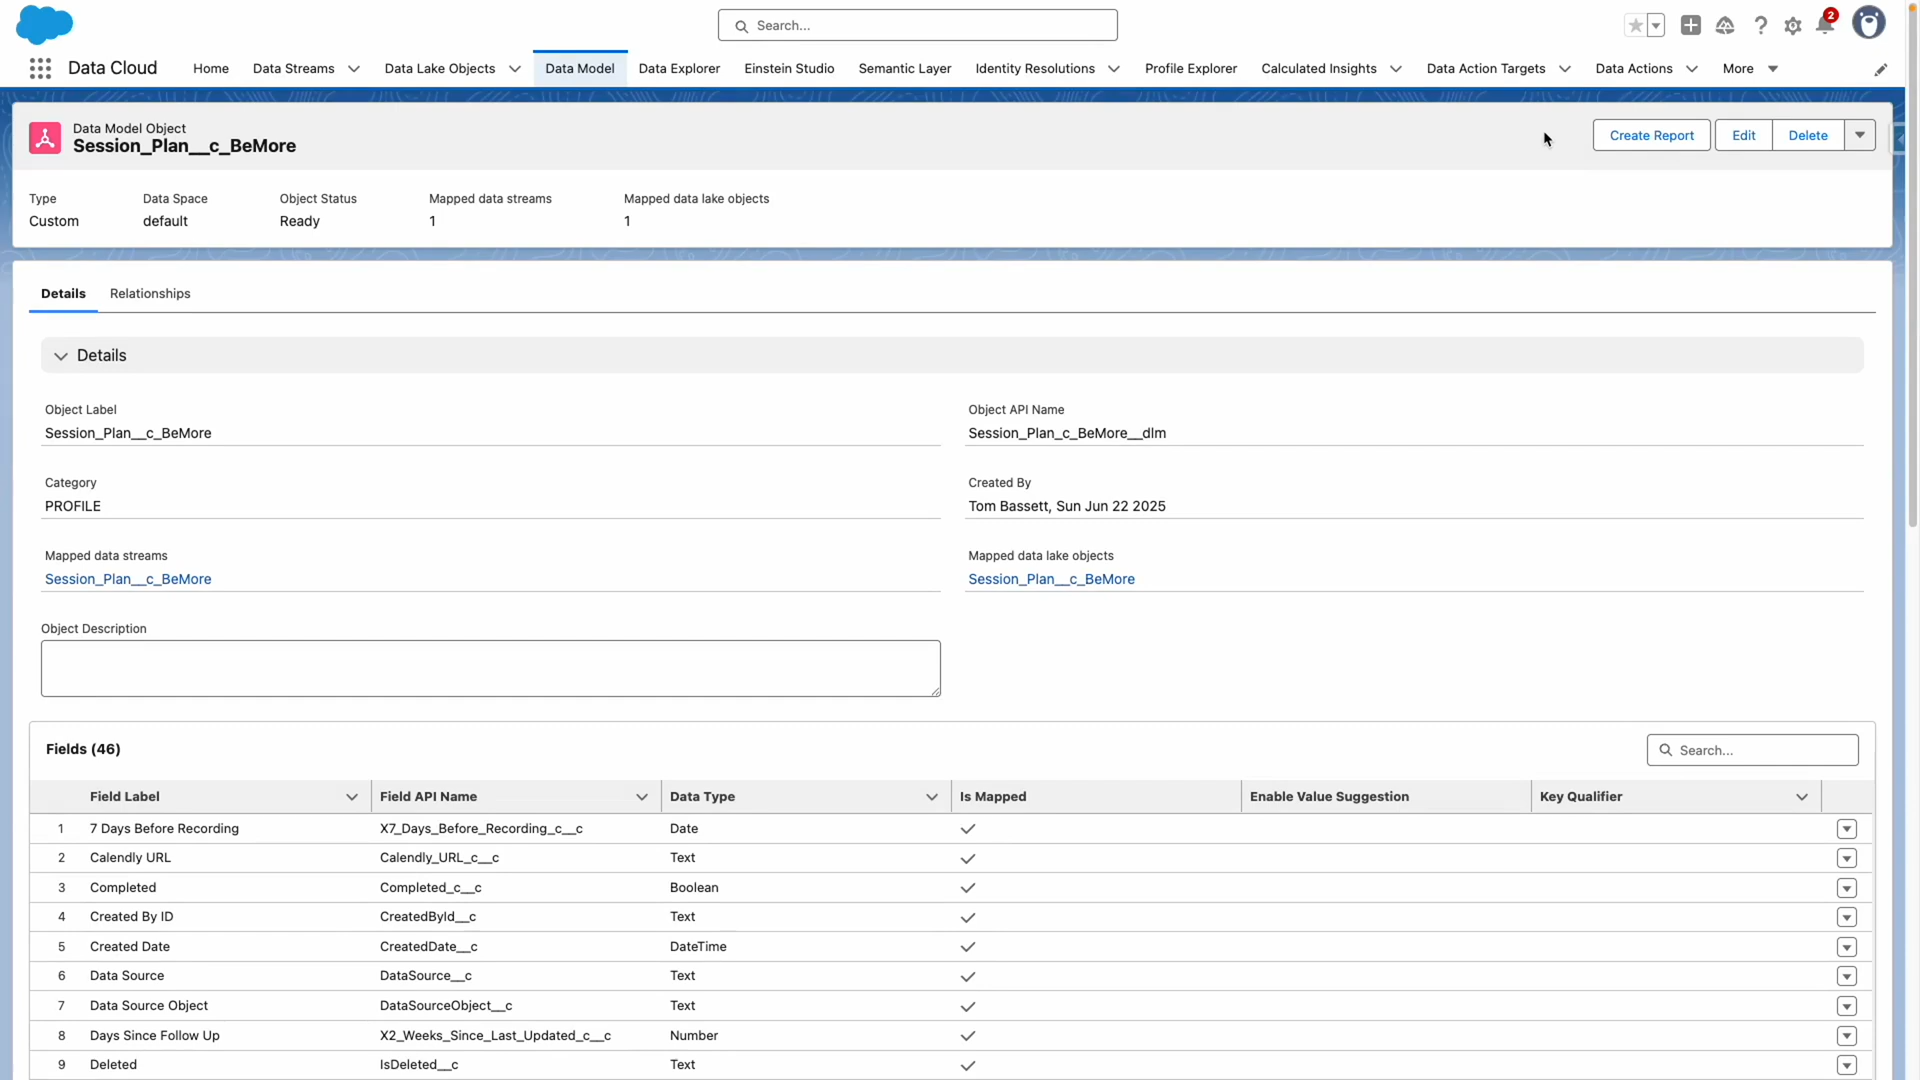 Search...
2
Data Cloud Home Data Streams Data Lake Objects Data Model Data Explorer Einstein Studio Semantic Layer Identity Resolutions Profile Explorer Calculated Insights Data Action Targets Data Actions More
Data Model Object
Session_Plan__c_BeMore
Create Report Edit Delete
Type Data Space Object Status Mapped data streams Mapped data lake objects
Custom default Ready 1 1
Details Relationships
Details
Object Label Object API Name
Session_Plan__c_BeMore Session_Plan_c_BeMore__dlm
Category Created By
PROFILE Tom Bassett, Sun Jun 22 2025
Mapped data streams Mapped data lake objects
Session_Plan__c_BeMore Session_Plan__c_BeMore
Object Description
Fields (46) Search...
Field Label Field API Name Data Type Is Mapped Enable Value Suggestion Key Qualifier
1 7 Days Before Recording X7_Days_Before_Recording_c__c Date
2 Calendly URL Calendly_URL_c__c Text
3 Completed Completed_c__c Boolean
4 Created By ID CreatedById__c Text
5 Created Date CreatedDate__c DateTime
6 Data Source DataSource__c Text
7 Data Source Object DataSourceObject__c Text
8 Days Since Follow Up X2_Weeks_Since_Last_Updated_c__c Number
9 Deleted IsDeleted__c Text